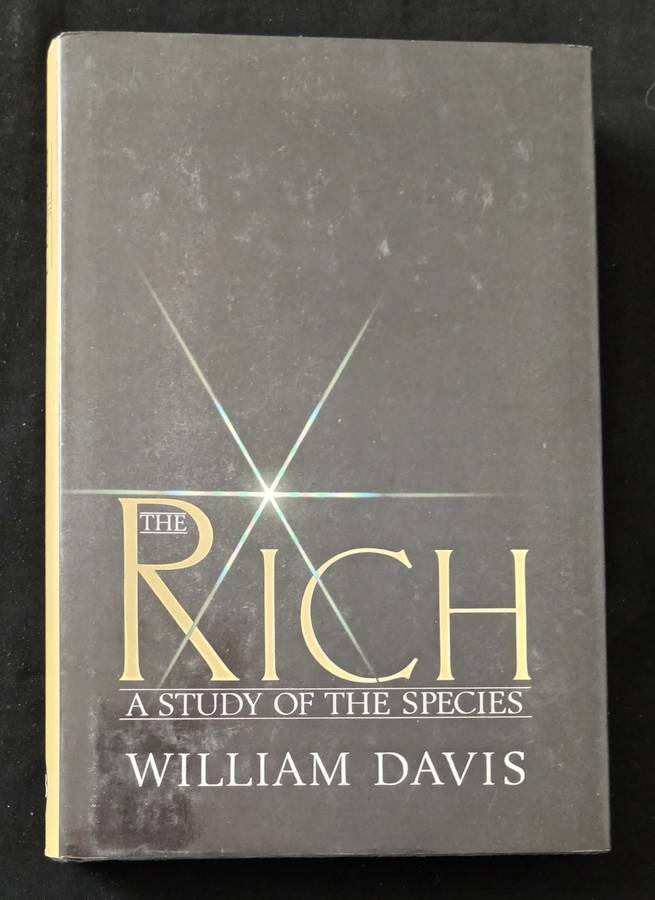 THE
RICH
A STUDY OF THE SPECIES
WILLIAM DAVIS